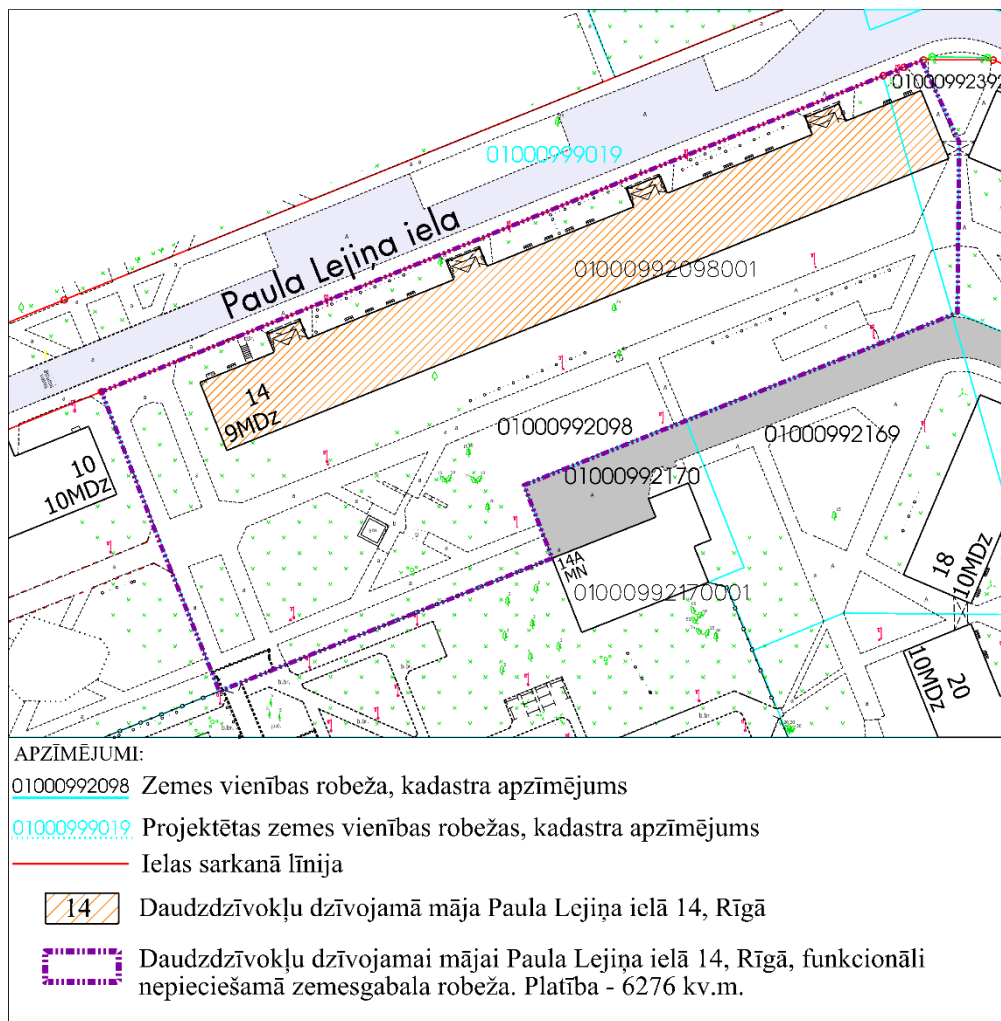 01000992392
01000999019
Paula Lejiņa iela
01000992098001
14
9MDz
01000992098
01000992169
10
10MDz
01000992170
14A
MN
01000992170001
18
10MDz
20
10MDz
APZĪMĒJUMI:
01000992098 Zemes vienības robeža, kadastra apzīmējums
01000999019 Projektētas zemes vienības robežas, kadastra apzīmējums
Ielas sarkanā līnija
14 Daudzdzīvokļu dzīvojamā māja Paula Lejiņa ielā 14, Rīgā
Daudzdzīvokļu dzīvojamai mājai Paula Lejiņa ielā 14, Rīgā, funkcionāli
nepieciešamā zemesgabala robeža. Platība - 6276 kv.m.